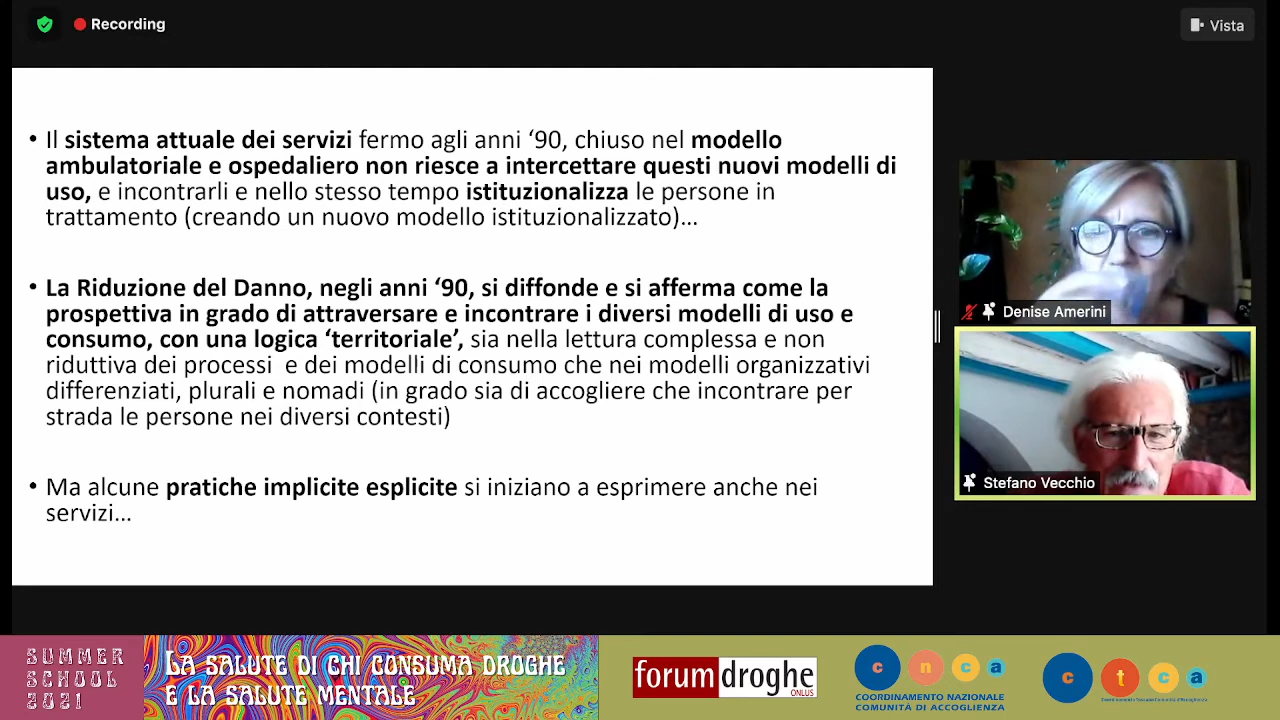 Recording
Vista
• Il sistema attuale dei servizi fermo agli anni ‘90, chiuso nel modello
ambulatoriale e ospedaliero non riesce a intercettare questi nuovi modelli di
uso, e incontrarli e nello stesso tempo istituzionalizza le persone in
trattamento (creando un nuovo modello istituzionalizzato)…
• La Riduzione del Danno, negli anni ‘90, si diffonde e si afferma come la
prospettiva in grado di attraversare e incontrare i diversi modelli di uso e
consumo, con una logica ‘territoriale’, sia nella lettura complessa e non
riduttiva dei processi e dei modelli di consumo che nei modelli organizzativi
differenziati, plurali e nomadi (in grado sia di accogliere che incontrare per
strada le persone nei diversi contesti)
• Ma alcune pratiche implicite esplicite si iniziano a esprimere anche nei
servizi…
Denise Amerini
Stefano Vecchio
SUMMER
SCHOOL
2021
LA SALUTE DI CHI CONSUMA DROGHE
E LA SALUTE MENTALE
forumdroghe
ONLUS
c n c a
COORDINAMENTO NAZIONALE
COMUNITÀ DI ACCOGLIENZA
c t c a